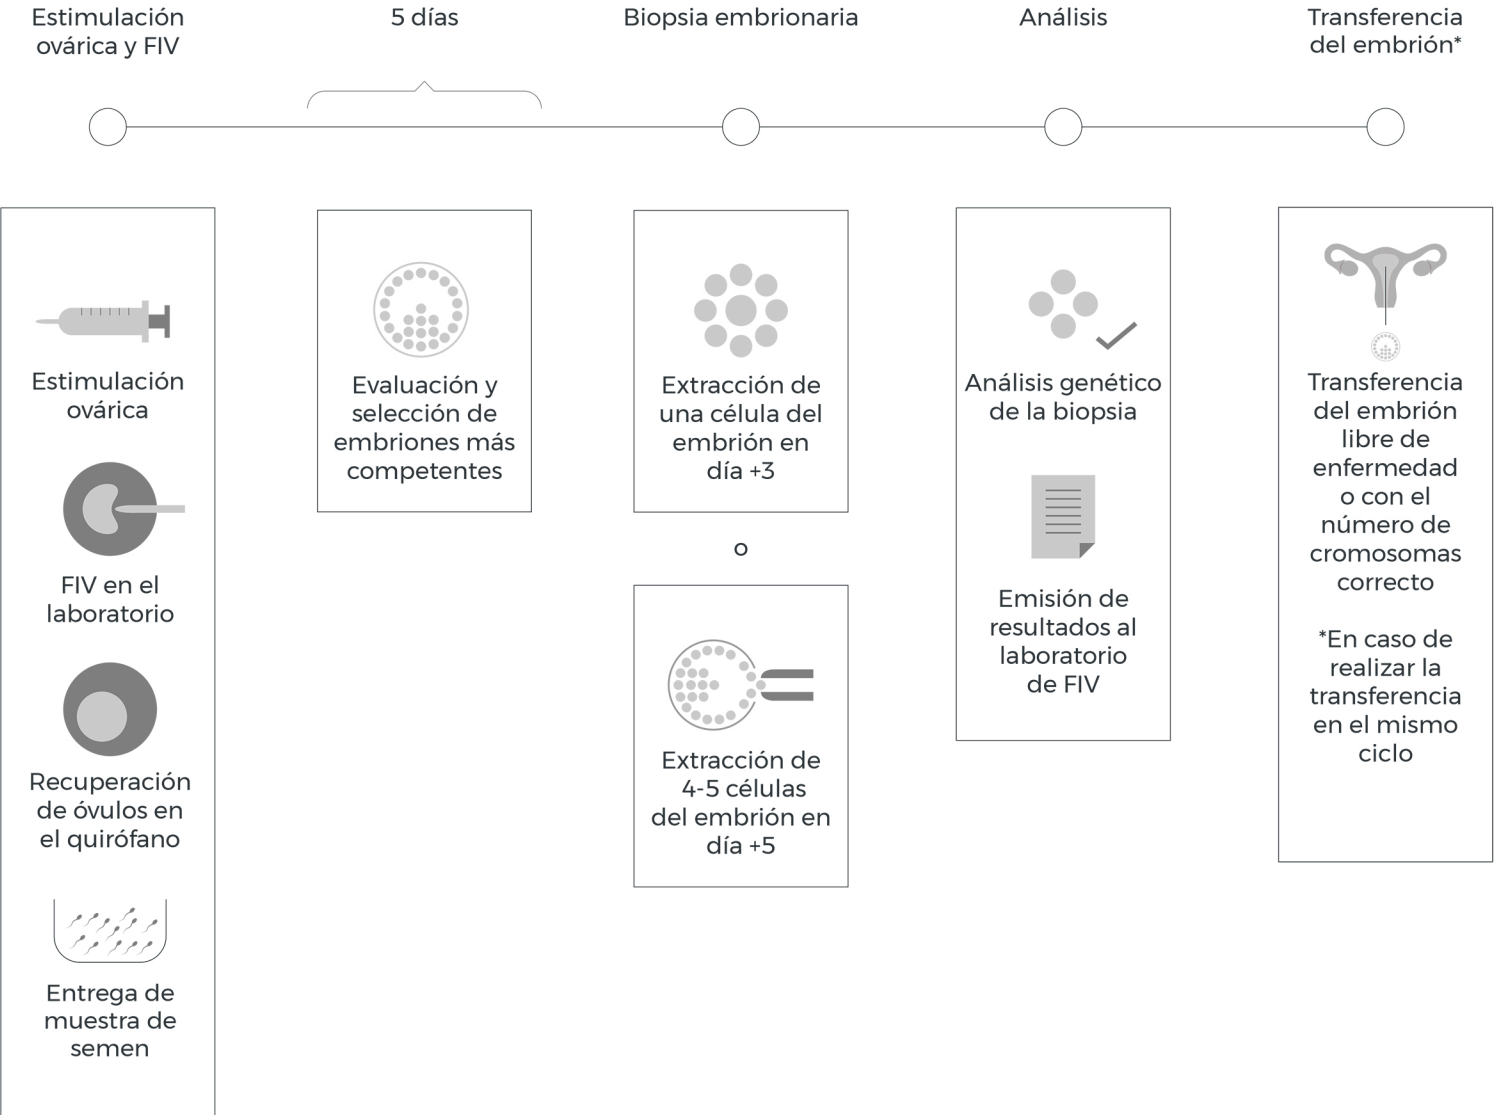 Estimulación
ovárica y FIV
5 días
Biopsia embrionaria
Análisis
Transferencia
del embrión*
Estimulación
ovárica
FIV en el
laboratorio
Recuperación
de óvulos en
el quirófano
Entrega de
muestra de
semen
Evaluación y
selección de
embriones más
competentes
Extracción de
una célula del
embrión en
día +3
o
Extracción de
4-5 células
del embrión en
día +5
Análisis genético
de la biopsia
Emisión de
resultados al
laboratorio
de FIV
Transferencia
del embrión
libre de
enfermedad
o con el
número de
cromosomas
correcto
*En caso de
realizar la
transferencia
en el mismo
ciclo